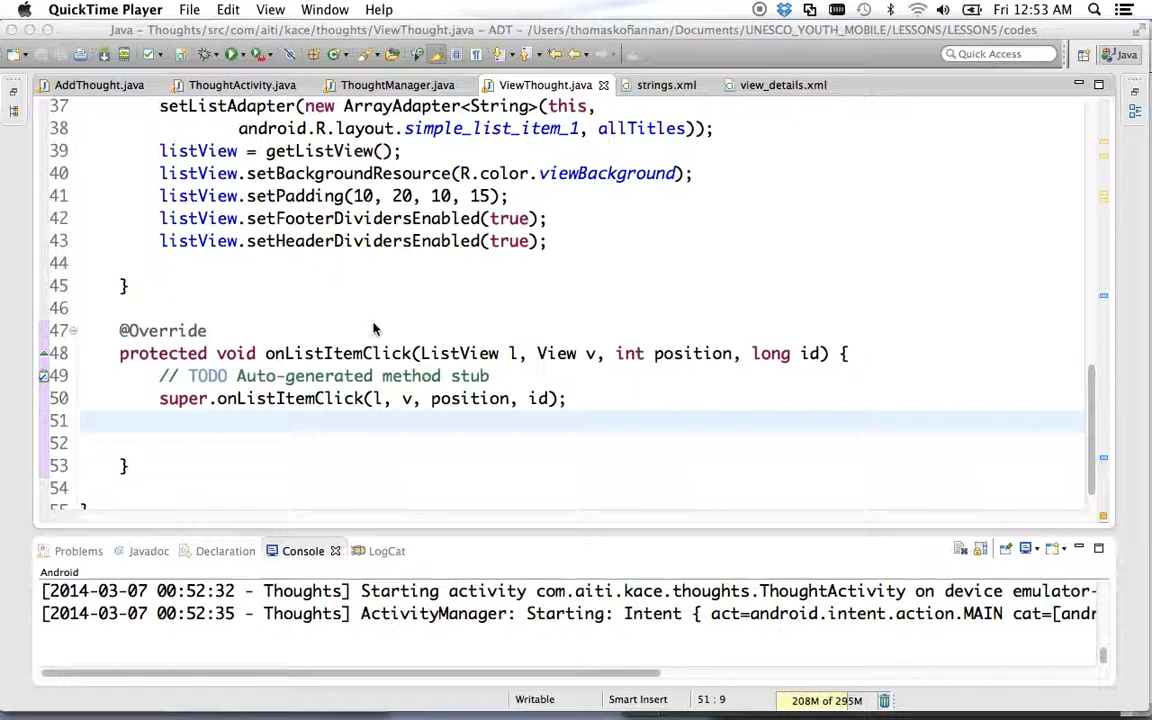 QuickTime Player File Edit View Window Help Fri 12:53 AM
Java - Thoughts/src/com/aiti/kace/thoughts/ViewThought.java - ADT - /Users/thomaskofiannan/Documents/UNESCO_YOUTH_MOBILE/LESSONS/LESSON5/codes
Quick Access Java
AddThought.java ThoughtActivity.java ThoughtManager.java ViewThought.java strings.xml view_details.xml
37 setListAdapter(new ArrayAdapter<String>(this,
38 android.R.layout.simple_list_item_1, allTitles));
39 listView = getListView();
40 listView.setBackgroundResource(R.color.viewBackground);
41 listView.setPadding(10, 20, 10, 15);
42 listView.setFooterDividersEnabled(true);
43 listView.setHeaderDividersEnabled(true);
44
45 }
46
47 @Override
48 protected void onListItemClick(ListView l, View v, int position, long id) {
49 // TODO Auto-generated method stub
50 super.onListItemClick(l, v, position, id);
51
52
53 }
54
55 }
Problems Javadoc Declaration Console LogCat
Android
[2014-03-07 00:52:32 - Thoughts] Starting activity com.aiti.kace.thoughts.ThoughtActivity on device emulator-
[2014-03-07 00:52:35 - Thoughts] ActivityManager: Starting: Intent { act=android.intent.action.MAIN cat=[andr
Writable Smart Insert 51 : 9 208M of 295M